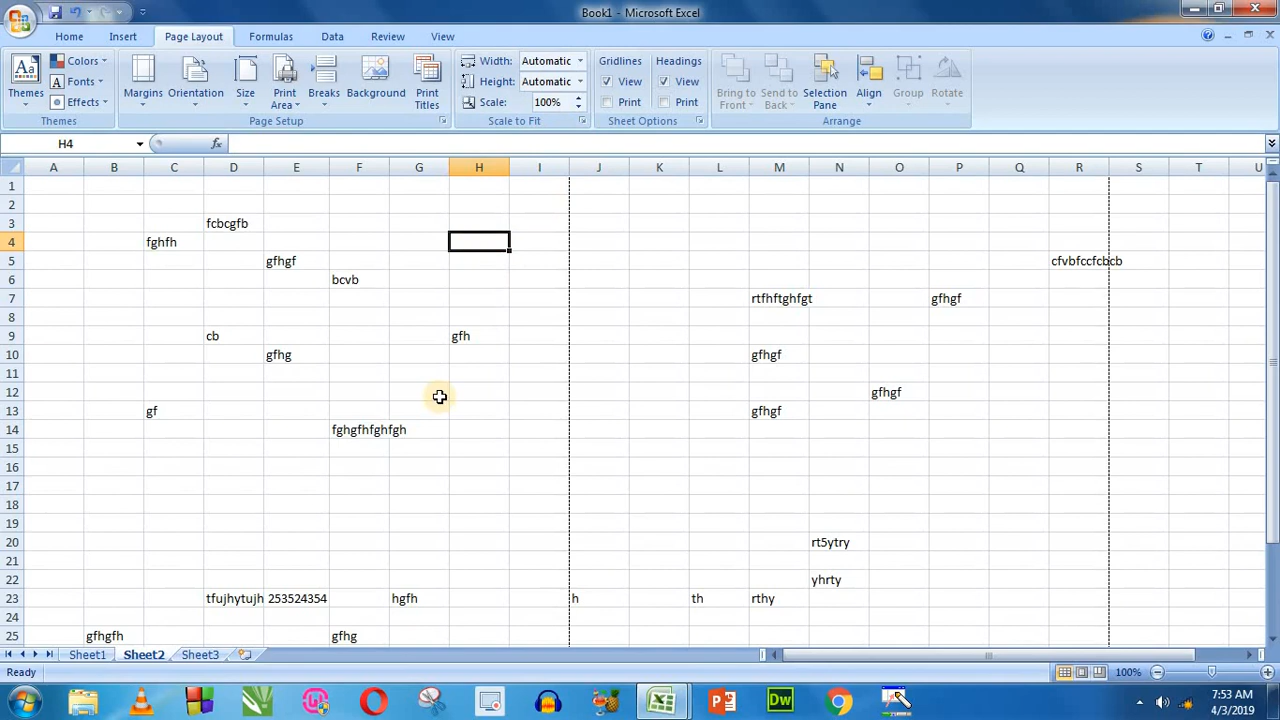 Book1 - Microsoft Excel
Home Insert Page Layout Formulas Data Review View
Themes
Colors
Fonts
Effects
Themes
Margins Orientation Size Print Area Breaks Background Print Titles
Page Setup
Width: Automatic
Height: Automatic
Scale: 100%
Scale to Fit
Gridlines Headings
View View
Print Print
Sheet Options
Bring to Front Send to Back Selection Pane Align Group Rotate
Arrange
H4 fx
A B C D E F G H I J K L M N O P Q R S T U
1
2
3 fcbcgfb
4 fghfh
5 gfhgf cfvbfccfcbcb
6 bcvb
7 rtfhftghfgt gfhgf
8
9 cb gfh
10 gfhg gfhgf
11
12 gfhgf
13 gf gfhgf
14 fghgfhfghfgh
15
16
17
18
19
20 rt5ytry
21
22 yhrty
23 tfujhytujh 253524354 hgfh h th rthy
24
25 gfhgfh gfhg
Sheet1 Sheet2 Sheet3
Ready 100%
Dw
7:53 AM
4/3/2019